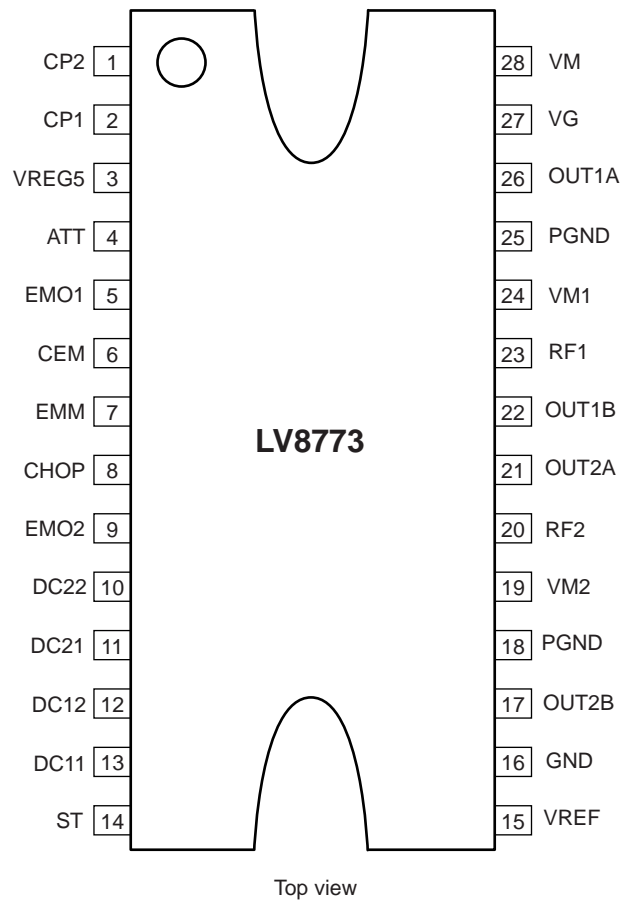 CP2 1
28 VM
CP1 2
27 VG
VREG5 3
26 OUT1A
ATT 4
25 PGND
EMO1 5
24 VM1
CEM 6
23 RF1
EMM 7
22 OUT1B
LV8773
CHOP 8
21 OUT2A
EMO2 9
20 RF2
DC22 10
19 VM2
DC21 11
18 PGND
DC12 12
17 OUT2B
DC11 13
16 GND
ST 14
15 VREF
Top view